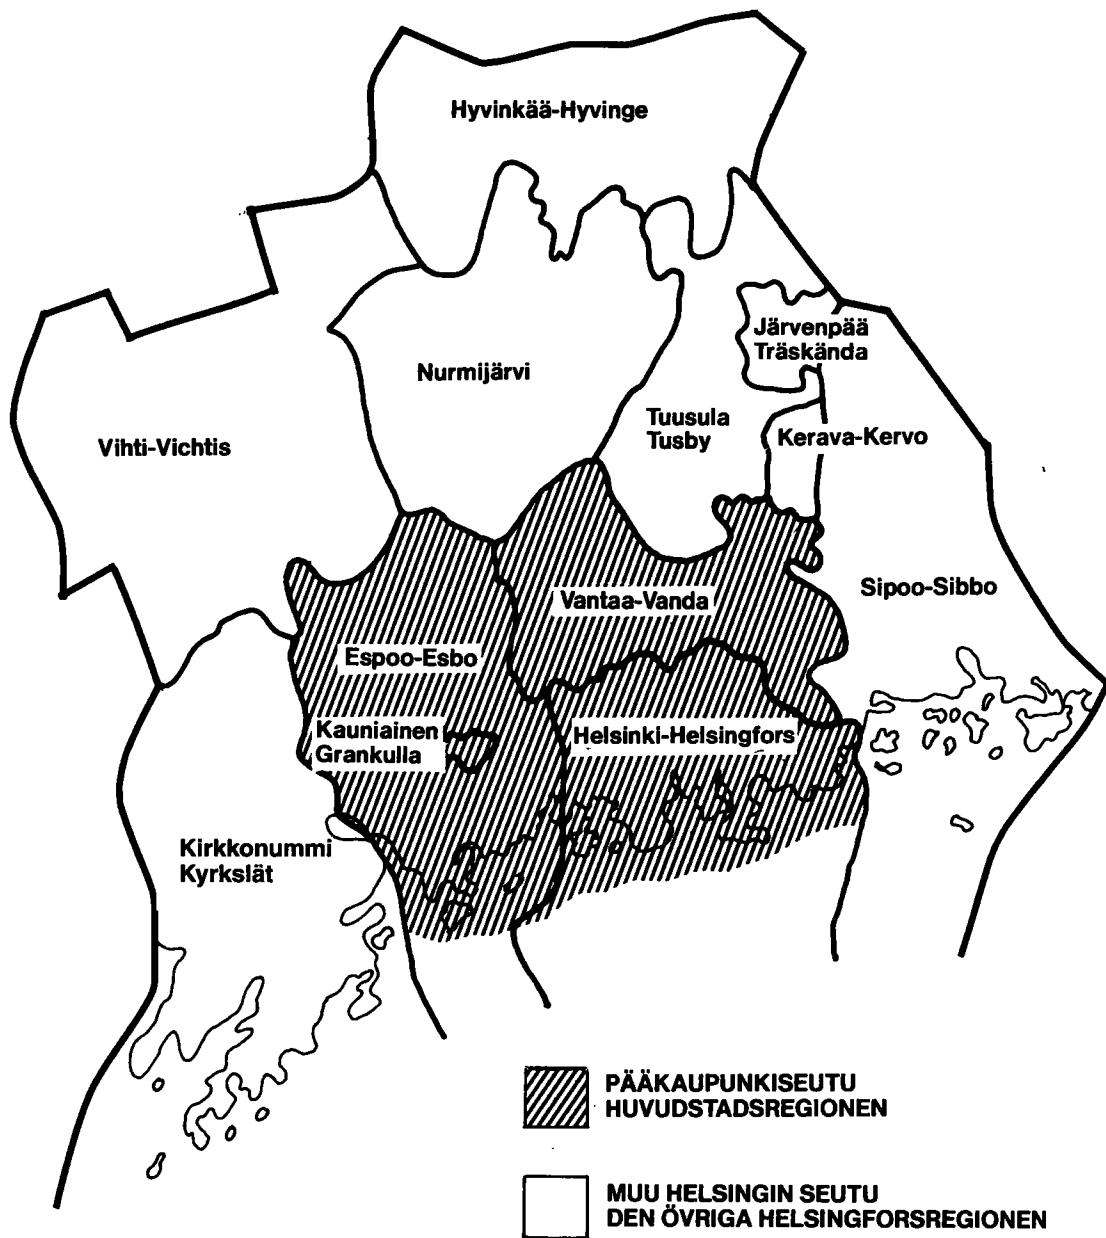 Hyvinkää-Hyvinge
Järvenpää
Träskända
Nurmijärvi
Tuusula
Tusby
Kerava-Kervo
Vihti-Vichtis
Sipoo-Sibbo
Vantaa-Vanda
Espoo-Esbo
Kauniainen
Grankulla
Helsinki-Helsingfors
Kirkkonummi
Kyrkslät
PÄÄKAUPUNKISEUTU
HUVUDSTADSREGIONEN
MUU HELSINGIN SEUTU
DEN ÖVRIGA HELSINGFORSREGIONEN